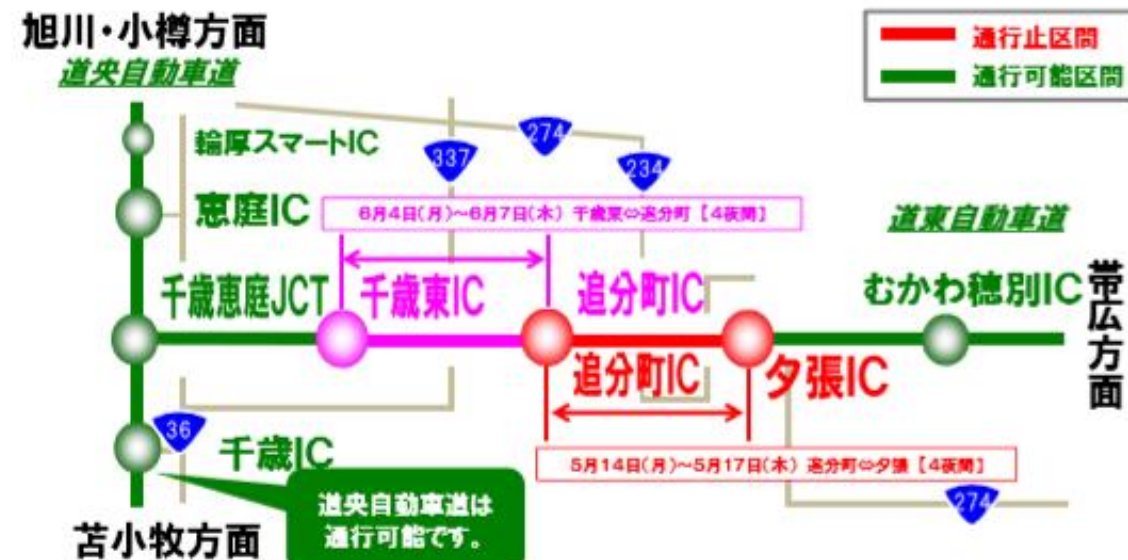 旭川・小樽方面
道央自動車道
通行止区間
通行可能区間
輪厚スマートIC
274
337
234
恵庭IC
6月4日(月)~6月7日(木) 千歳東⇔追分町【4夜間】
道東自動車道
千歳恵庭JCT
千歳東IC
追分町IC
むかわ穂別IC
帯広方面
追分町IC
夕張IC
36
千歳IC
5月14日(月)~5月17日(木) 追分町⇔夕張【4夜間】
道央自動車道は
通行可能です。
274
苫小牧方面